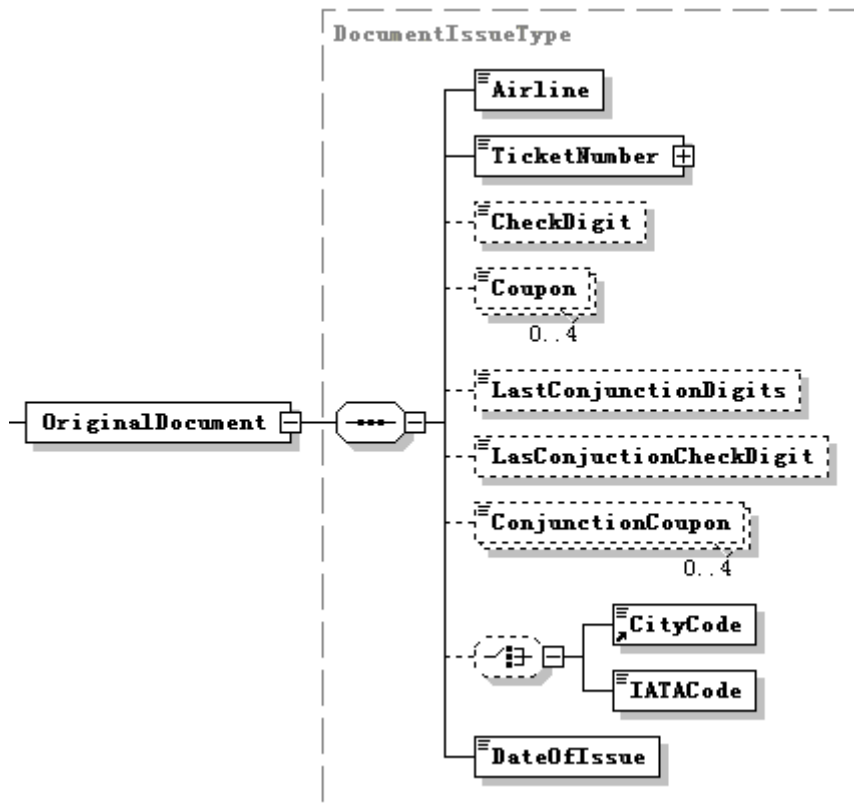 DocumentIssueType
Airline
TicketNumber
CheckDigit
Coupon
0..4
LastConjunctionDigits
OriginalDocument
LasConjuctionCheckDigit
ConjunctionCoupon
0..4
CityCode
IATACode
DateOfIssue